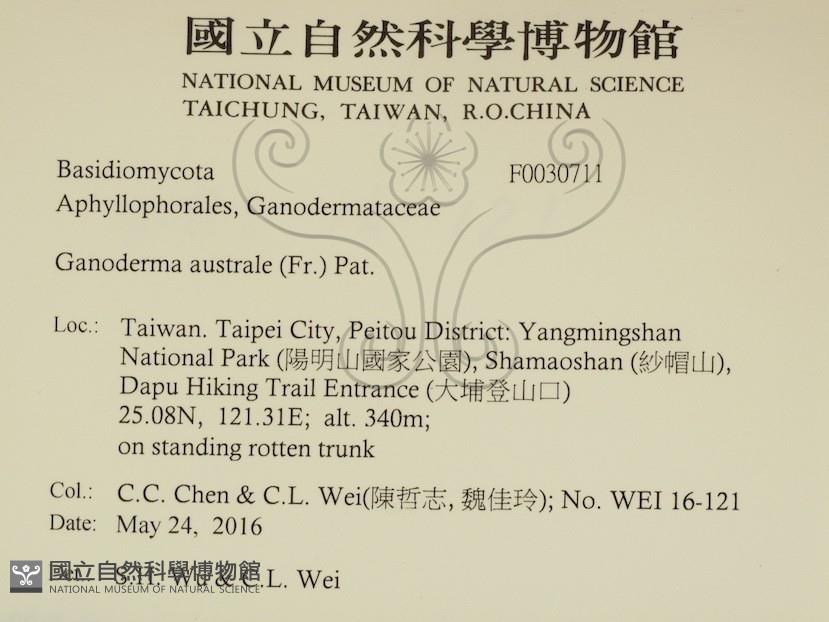 國立自然科學博物館
NATIONAL MUSEUM OF NATURAL SCIENCE
TAICHUNG, TAIWAN, R.O.CHINA
Basidiomycota F0030711
Aphyllophorales, Ganodermataceae
Ganoderma australe (Fr.) Pat.
Loc.: Taiwan. Taipei City, Peitou District: Yangmingshan
National Park (陽明山國家公園), Shamaoshan (紗帽山),
Dapu Hiking Trail Entrance (大埔登山口)
25.08N, 121.31E; alt. 340m;
on standing rotten trunk
Col.: C.C. Chen & C.L. Wei(陳哲志, 魏佳玲); No. WEI 16-121
Date: May 24, 2016
S.H. Wu & C.L. Wei
國立自然科學博物館
NATIONAL MUSEUM OF NATURAL SCIENCE